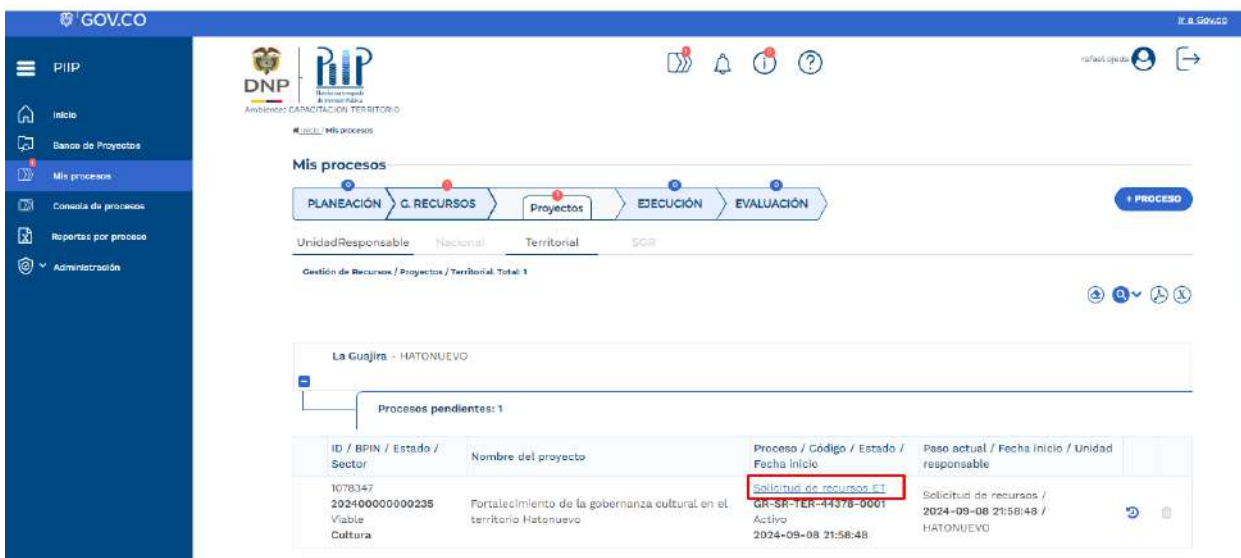 GOV.CO
Ir a Gov.co
PIIP
Inicio
Banco de Proyectos
Mis procesos
Consola de procesos
Reportes por proceso
Administración
DNP
PIIP
Ambiente: CAPACITACION TERRITORIO
rafael ojeda
Inicio / Mis procesos
Mis procesos
PLANEACIÓN
0
G. RECURSOS
1
Proyectos
1
EJECUCIÓN
0
EVALUACIÓN
0
+ PROCESO
UnidadResponsable
Nacional
Territorial
SGR
Gestión de Recursos / Proyectos / Territorial. Total: 1
La Guajira - HATONUEVO
Procesos pendientes: 1
ID / BPIN / Estado /
Sector
Nombre del proyecto
Proceso / Código / Estado /
Fecha inicio
Paso actual / Fecha inicio / Unidad
responsable
1078347
202400000000235
Viable
Cultura
Fortalecimiento de la gobernanza cultural en el
territorio Hatonuevo
Solicitud de recursos ET
GR-SR-TER-44378-0001
Activo
2024-09-08 21:58:48
Solicitud de recursos /
2024-09-08 21:58:48 /
HATONUEVO